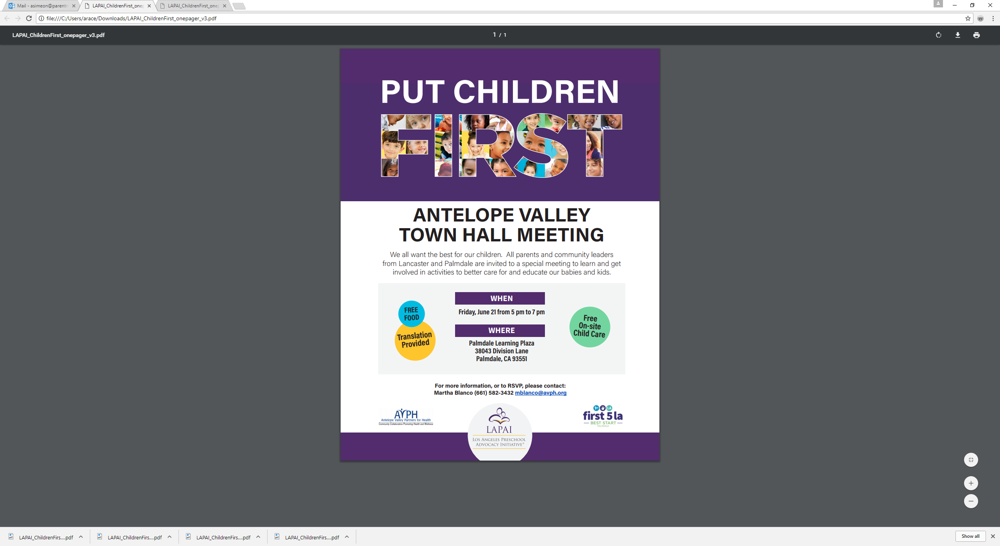 Mail - asimeon@parentn
LAPAI_ChildrenFirst_onep
LAPAI_ChildrenFirst_onep
file:///C:/Users/arace/Downloads/LAPAI_ChildrenFirst_onepager_v3.pdf
LAPAI_ChildrenFirst_onepager_v3.pdf
1 / 1
PUT CHILDREN
FIRST
ANTELOPE VALLEY
TOWN HALL MEETING
We all want the best for our children. All parents and community leaders
from Lancaster and Palmdale are invited to a special meeting to learn and get
involved in activities to better care for and educate our babies and kids.
FREE
FOOD
Translation
Provided
WHEN
Friday, June 21 from 5 pm to 7 pm
WHERE
Palmdale Learning Plaza
38043 Division Lane
Palmdale, CA 93551
Free
On-site
Child Care
For more information, or to RSVP, please contact:
Martha Blanco (661) 582-3432 mblanco@avph.org
AVPH
Antelope Valley Partners for Health
Community Collaborative Promoting Health and Wellness
LAPAI
LOS ANGELES PRESCHOOL
ADVOCACY INITIATIVE®
1ST LA
first 5 la
BEST START
PALMDALE
LAPAI_ChildrenFirs....pdf
LAPAI_ChildrenFirs....pdf
LAPAI_ChildrenFirs....pdf
LAPAI_ChildrenFirs....pdf
Show all